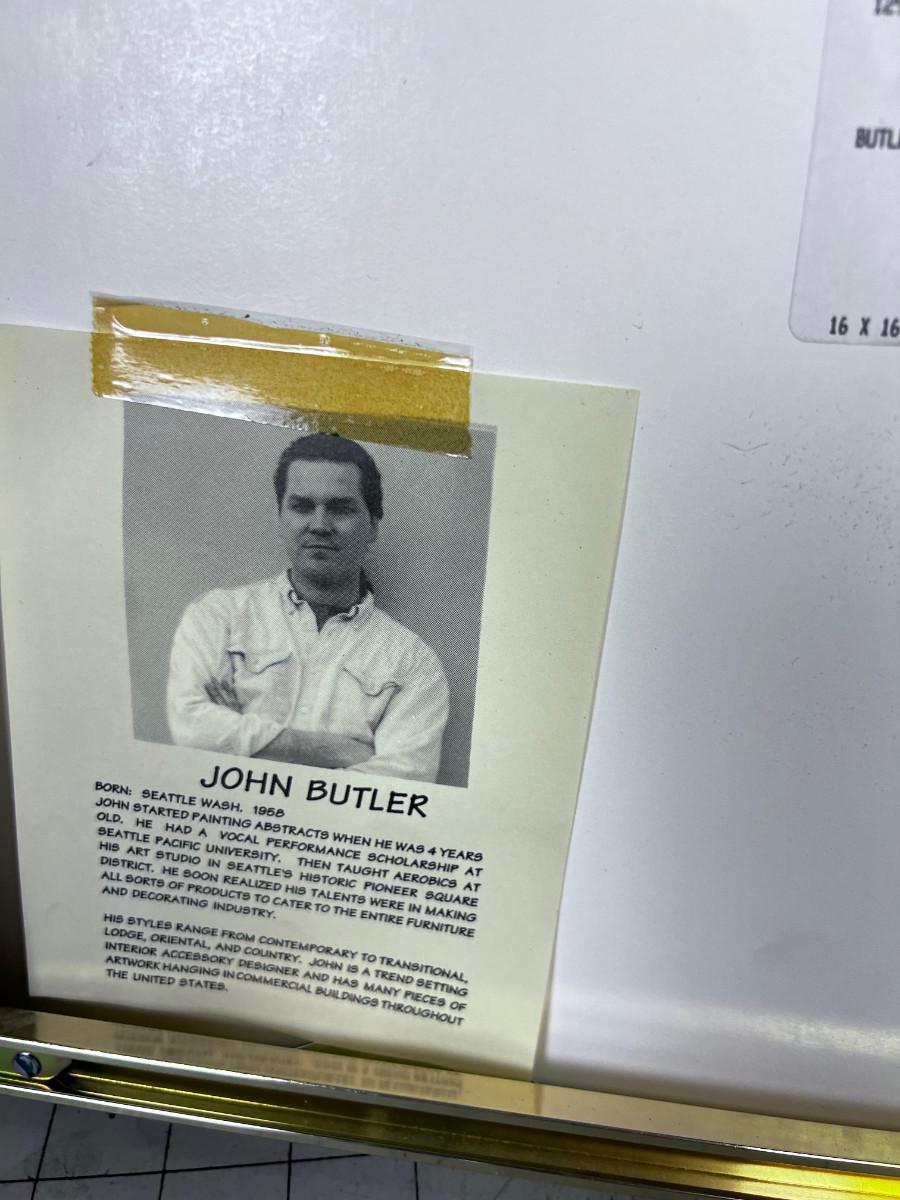 BUTL
16 X 16
JOHN BUTLER
BORN: SEATTLE WASH, 1958
JOHN STARTED PAINTING ABSTRACTS WHEN HE WAS 4 YEARS
OLD. HE HAD A VOCAL PERFORMANCE SCHOLARSHIP AT
SEATTLE PACIFIC UNIVERSITY. THEN TAUGHT AEROBICS AT
HIS ART STUDIO IN SEATTLE'S HISTORIC PIONEER SQUARE
DISTRICT. HE SOON REALIZED HIS TALENTS WERE IN MAKING
ALL SORTS OF PRODUCTS TO CATER TO THE ENTIRE FURNITURE
AND DECORATING INDUSTRY.
HIS STYLES RANGE FROM CONTEMPORARY TO TRANSITIONAL,
LODGE, ORIENTAL, AND COUNTRY. JOHN IS A TREND SETTING
INTERIOR ACCESSORY DESIGNER AND HAS MANY PIECES OF
ARTWORK HANGING IN COMMERCIAL BUILDINGS THROUGHOUT
THE UNITED STATES.